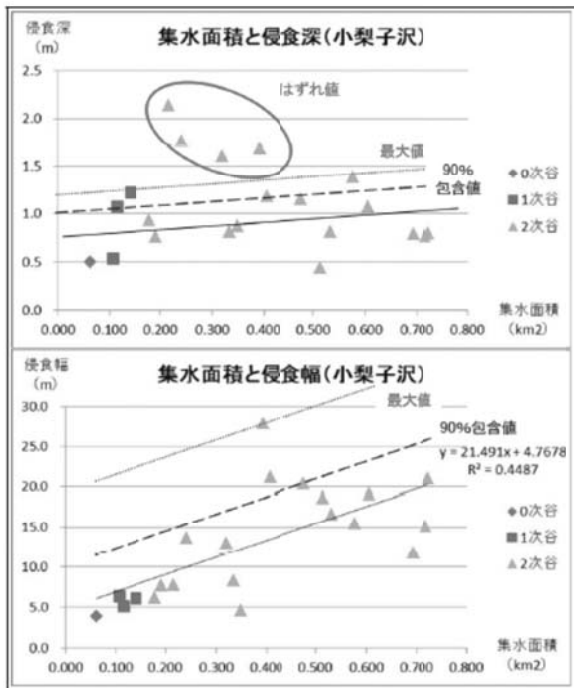 侵食深
(m)
集水面積と侵食深(小梨子沢)
2.5
2.0
1.5
1.0
0.5
0.0
はずれ値
最大値
90%
包含値
◆0次谷
■1次谷
▲2次谷
0.000 0.100 0.200 0.300 0.400 0.500 0.600 0.700 0.800
集水面積
(km2)
侵食幅
(m)
集水面積と侵食幅(小梨子沢)
30.0
25.0
20.0
15.0
10.0
5.0
0.0
最大値
90%包含値
y = 21.491x + 4.7678
R² = 0.4487
◆0次谷
■1次谷
▲2次谷
0.000 0.100 0.200 0.300 0.400 0.500 0.600 0.700 0.800
集水面積
(km2)